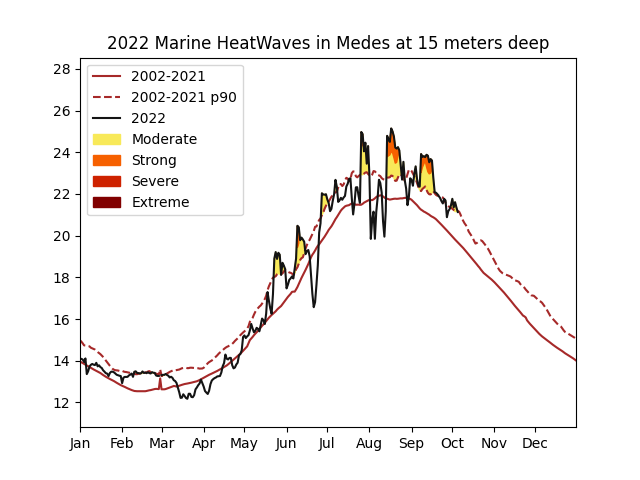 2022 Marine HeatWaves in Medes at 15 meters deep
28
26
24
22
20
18
16
14
12
2002-2021
2002-2021 p90
2022
Moderate
Strong
Severe
Extreme
Jan Feb Mar Apr May Jun Jul Aug Sep Oct Nov Dec